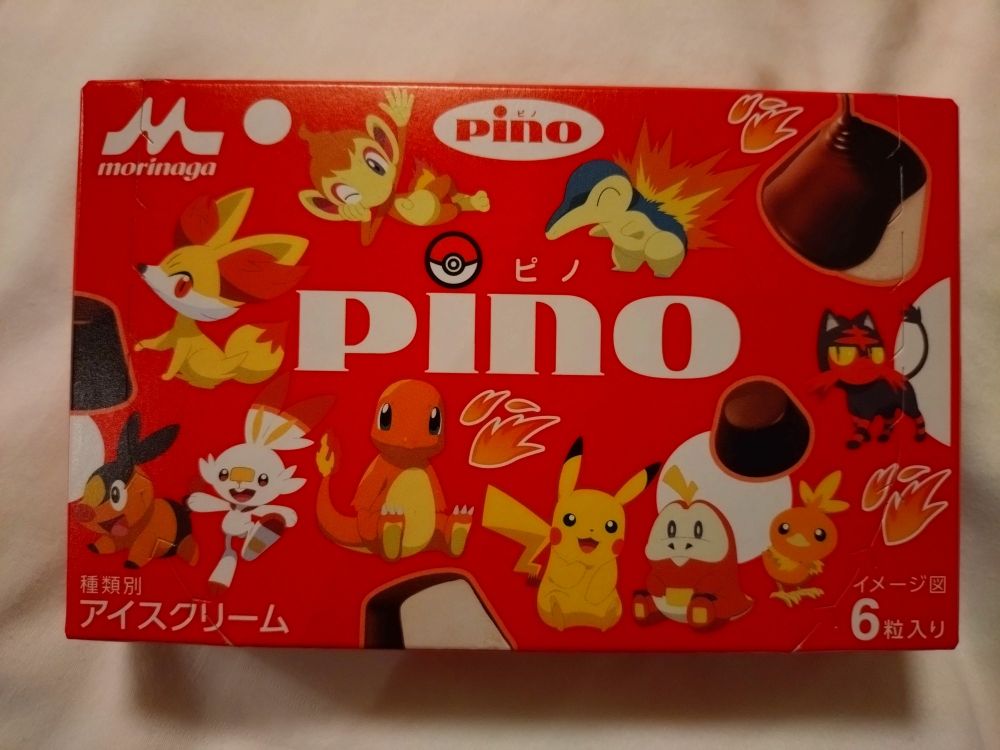 morinaga
ピノ
pino
ピノ
pino
種類別
アイスクリーム
イメージ図
6粒入り